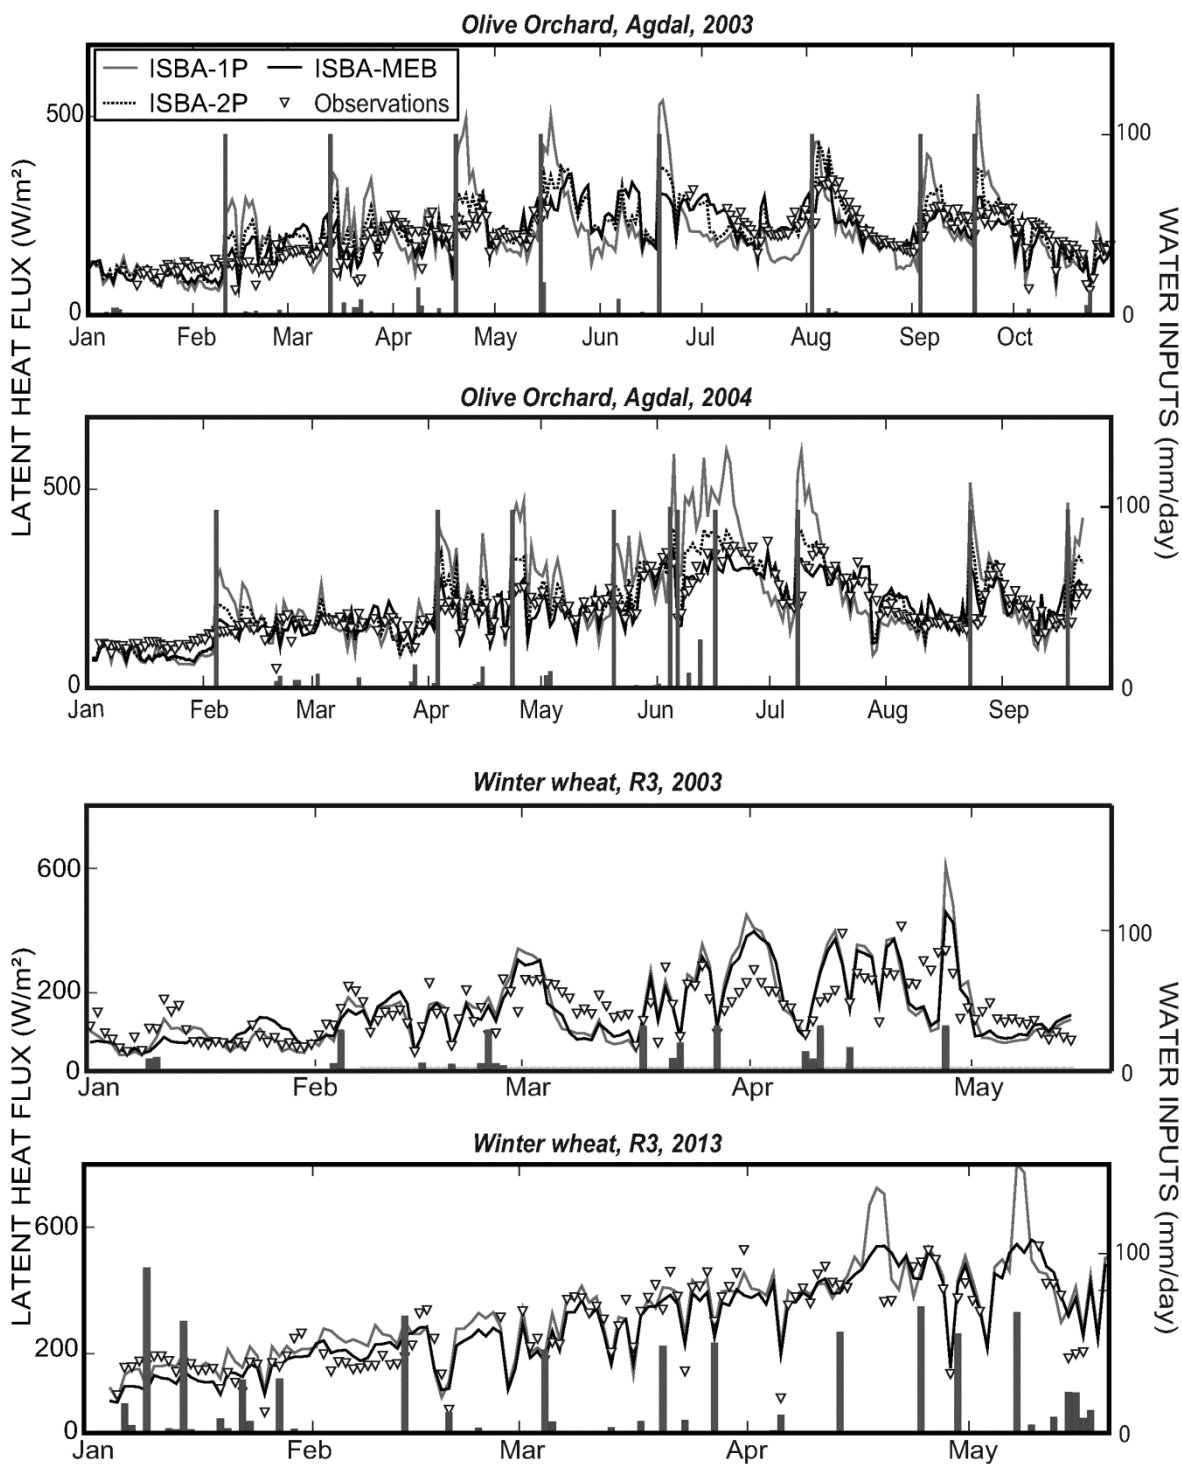 Olive Orchard, Agdal, 2003
ISBA-1P
ISBA-MEB
ISBA-2P
Observations
500
0
100
0
Jan Feb Mar Apr May Jun Jul Aug Sep Oct
LATENT HEAT FLUX (W/m²)
WATER INPUTS (mm/day)
Olive Orchard, Agdal, 2004
500
0
100
0
Jan Feb Mar Apr May Jun Jul Aug Sep
Winter wheat, R3, 2003
600
200
0
100
0
Jan Feb Mar Apr May
LATENT HEAT FLUX (W/m²)
WATER INPUTS (mm/day)
Winter wheat, R3, 2013
600
200
0
100
0
Jan Feb Mar Apr May